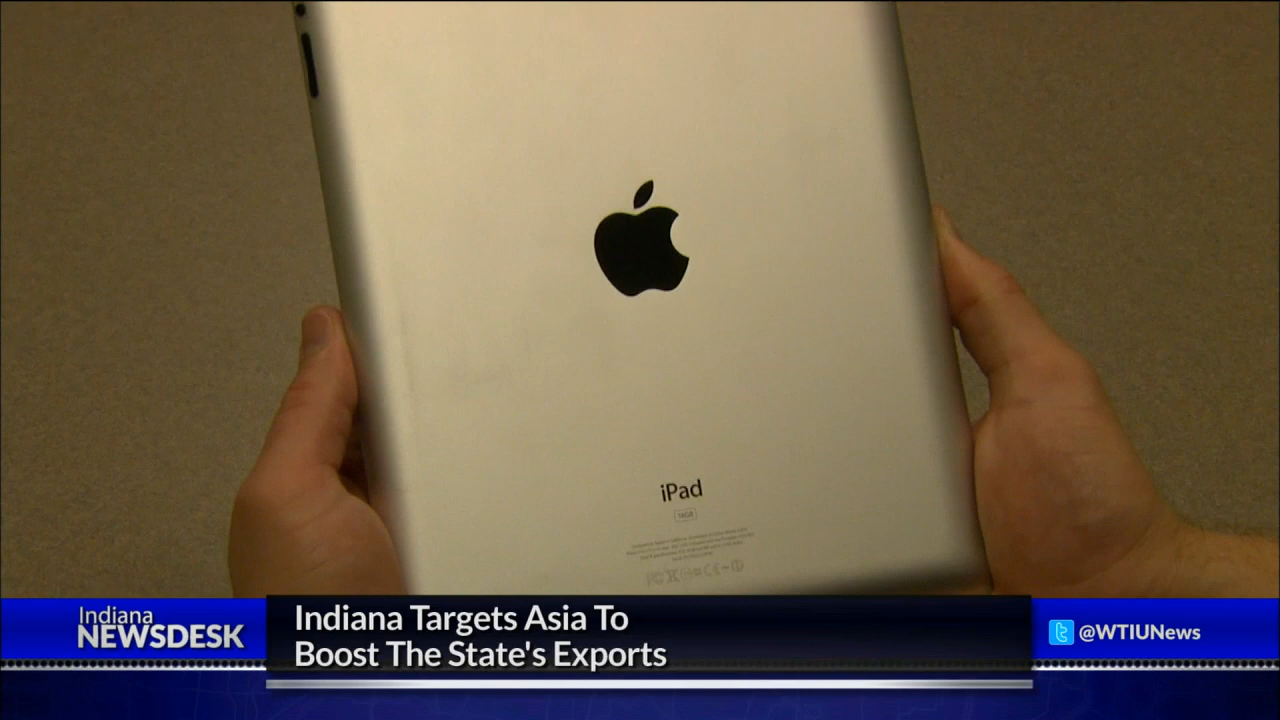 iPad
16GB
Indiana
NEWSDESK
Indiana Targets Asia To
Boost The State's Exports
@WTIUNews